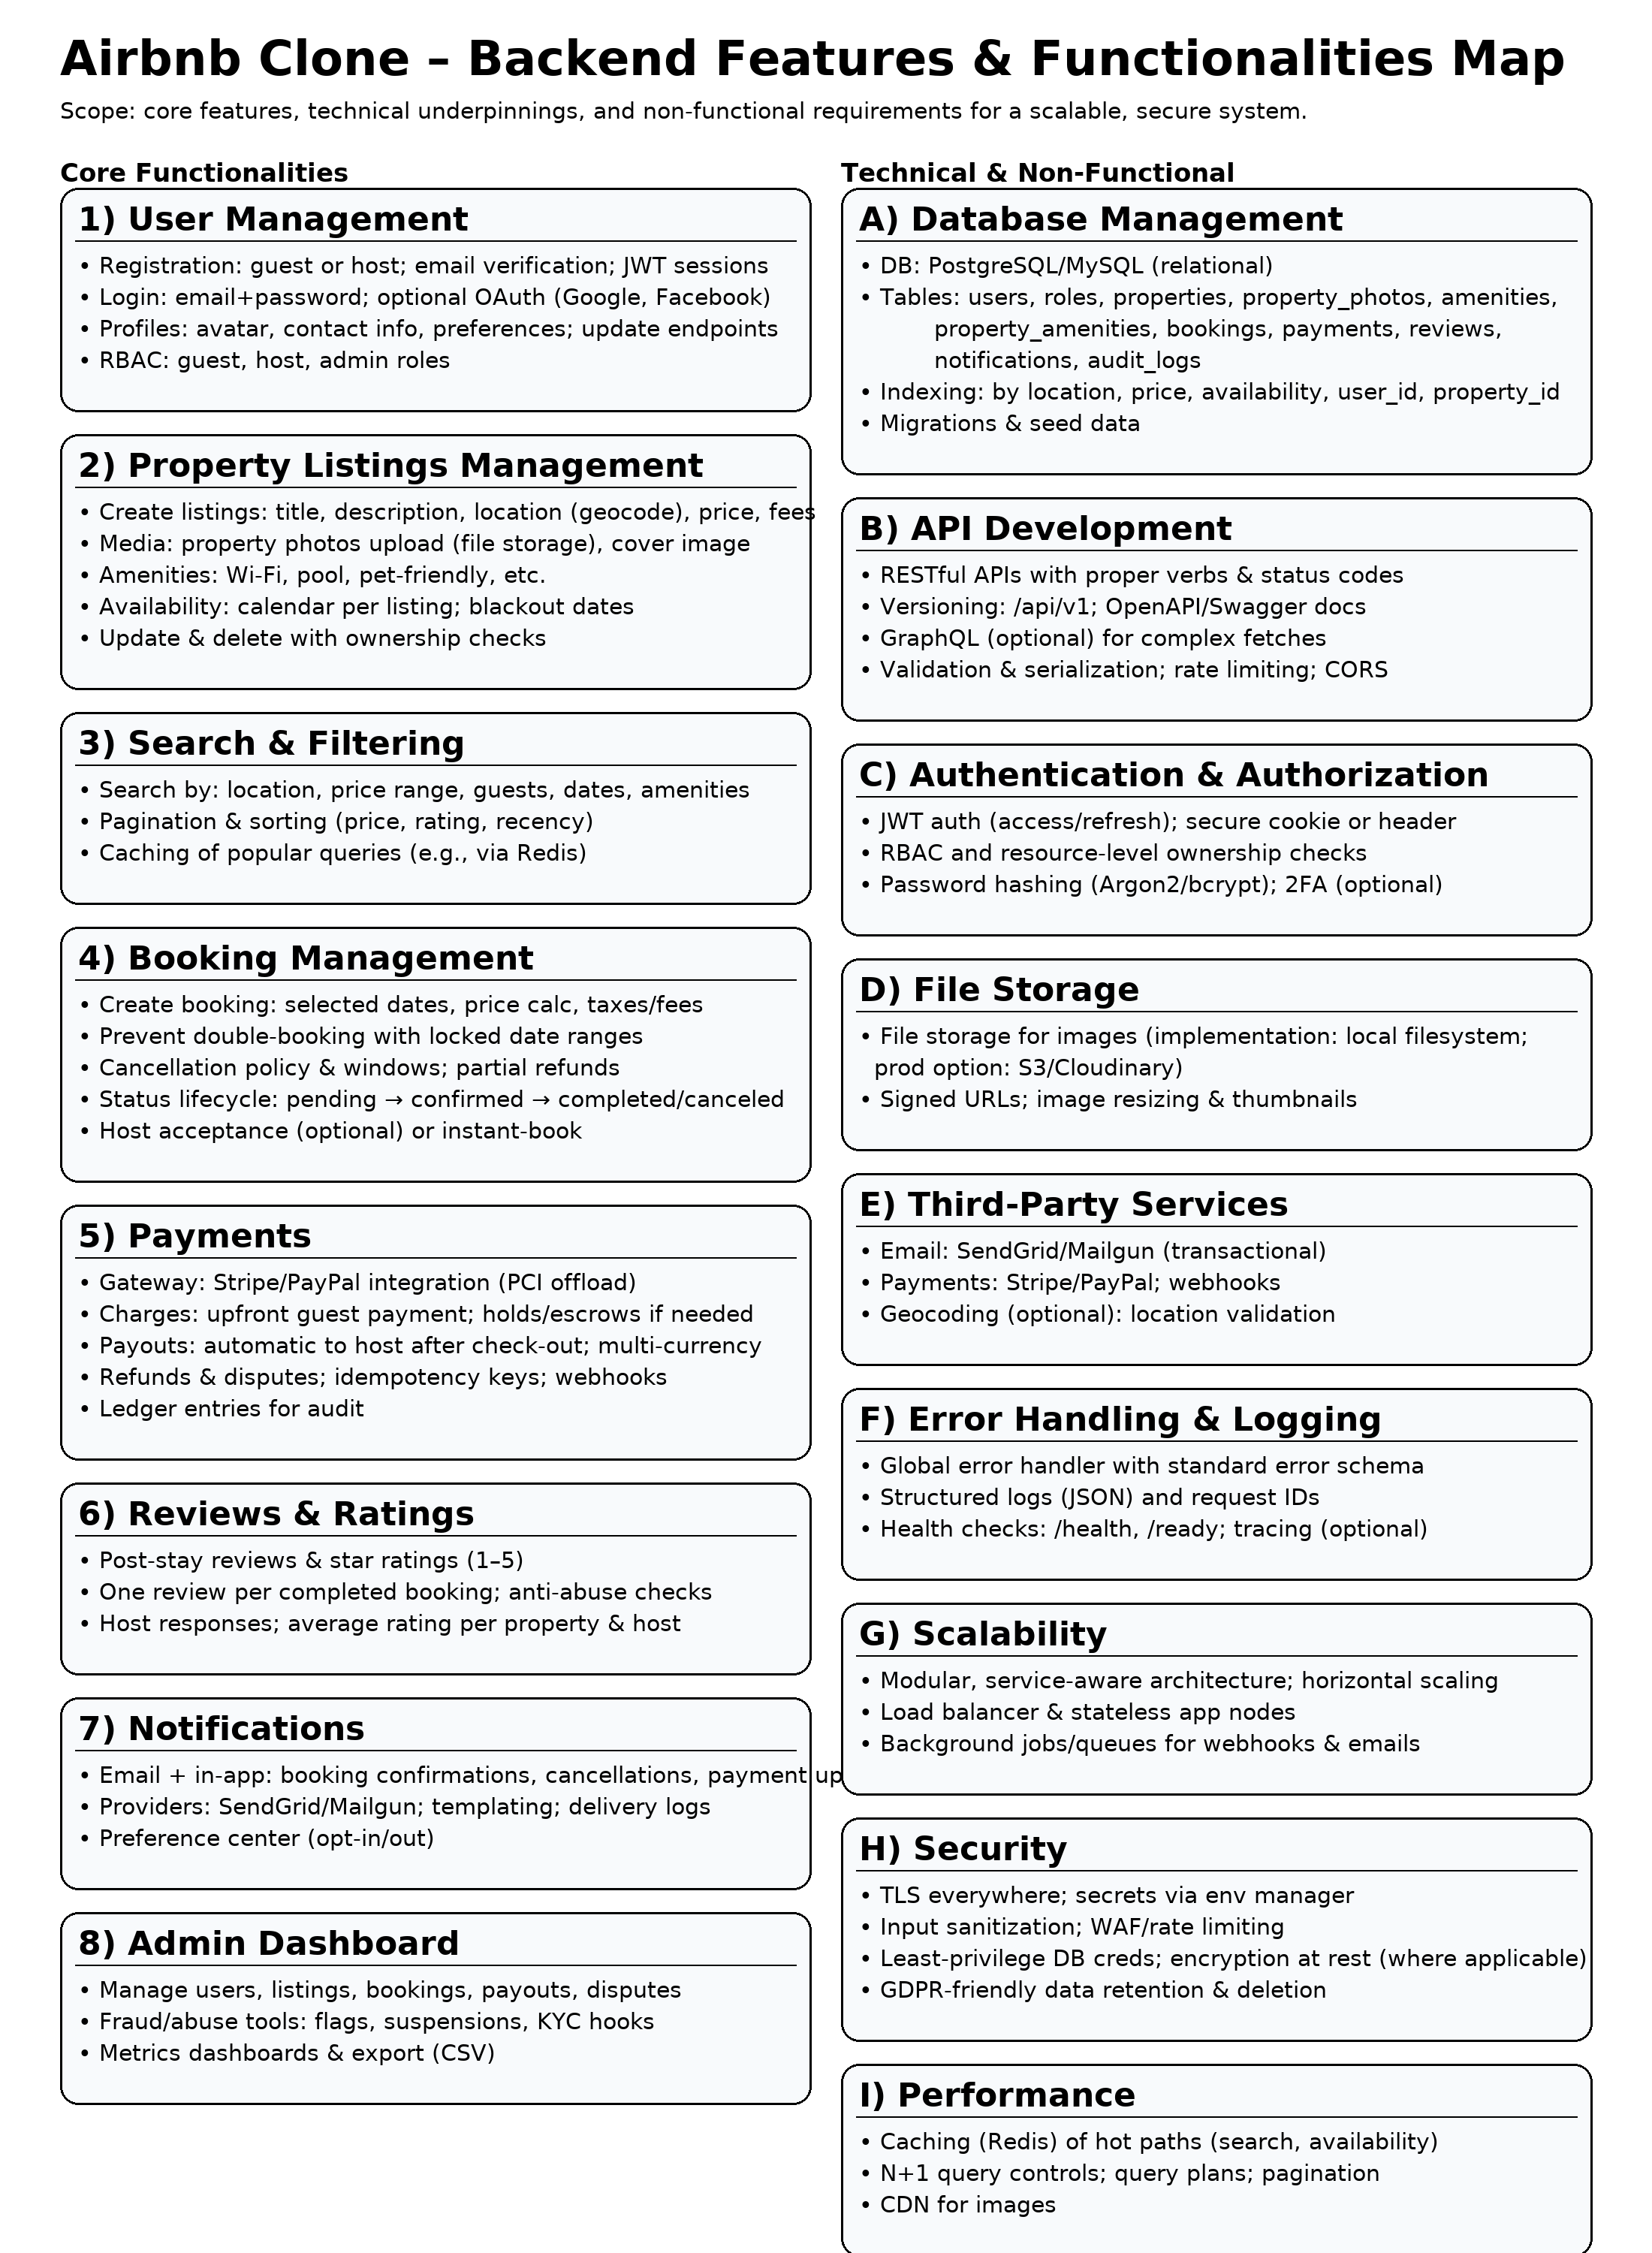 Airbnb Clone – Backend Features & Functionalities Map
Scope: core features, technical underpinnings, and non-functional requirements for a scalable, secure system.
Core Functionalities
1) User Management
• Registration: guest or host; email verification; JWT sessions
• Login: email+password; optional OAuth (Google, Facebook)
• Profiles: avatar, contact info, preferences; update endpoints
• RBAC: guest, host, admin roles
2) Property Listings Management
• Create listings: title, description, location (geocode), price, fees
• Media: property photos upload (file storage), cover image
• Amenities: Wi-Fi, pool, pet-friendly, etc.
• Availability: calendar per listing; blackout dates
• Update & delete with ownership checks
3) Search & Filtering
• Search by: location, price range, guests, dates, amenities
• Pagination & sorting (price, rating, recency)
• Caching of popular queries (e.g., via Redis)
4) Booking Management
• Create booking: selected dates, price calc, taxes/fees
• Prevent double-booking with locked date ranges
• Cancellation policy & windows; partial refunds
• Status lifecycle: pending → confirmed → completed/canceled
• Host acceptance (optional) or instant-book
5) Payments
• Gateway: Stripe/PayPal integration (PCI offload)
• Charges: upfront guest payment; holds/escrows if needed
• Payouts: automatic to host after check-out; multi-currency
• Refunds & disputes; idempotency keys; webhooks
• Ledger entries for audit
6) Reviews & Ratings
• Post-stay reviews & star ratings (1–5)
• One review per completed booking; anti-abuse checks
• Host responses; average rating per property & host
7) Notifications
• Email + in-app: booking confirmations, cancellations, payment up
• Providers: SendGrid/Mailgun; templating; delivery logs
• Preference center (opt-in/out)
8) Admin Dashboard
• Manage users, listings, bookings, payouts, disputes
• Fraud/abuse tools: flags, suspensions, KYC hooks
• Metrics dashboards & export (CSV)
Technical & Non-Functional
A) Database Management
• DB: PostgreSQL/MySQL (relational)
• Tables: users, roles, properties, property_photos, amenities,
property_amenities, bookings, payments, reviews,
notifications, audit_logs
• Indexing: by location, price, availability, user_id, property_id
• Migrations & seed data
B) API Development
• RESTful APIs with proper verbs & status codes
• Versioning: /api/v1; OpenAPI/Swagger docs
• GraphQL (optional) for complex fetches
• Validation & serialization; rate limiting; CORS
C) Authentication & Authorization
• JWT auth (access/refresh); secure cookie or header
• RBAC and resource-level ownership checks
• Password hashing (Argon2/bcrypt); 2FA (optional)
D) File Storage
• File storage for images (implementation: local filesystem;
prod option: S3/Cloudinary)
• Signed URLs; image resizing & thumbnails
E) Third-Party Services
• Email: SendGrid/Mailgun (transactional)
• Payments: Stripe/PayPal; webhooks
• Geocoding (optional): location validation
F) Error Handling & Logging
• Global error handler with standard error schema
• Structured logs (JSON) and request IDs
• Health checks: /health, /ready; tracing (optional)
G) Scalability
• Modular, service-aware architecture; horizontal scaling
• Load balancer & stateless app nodes
• Background jobs/queues for webhooks & emails
H) Security
• TLS everywhere; secrets via env manager
• Input sanitization; WAF/rate limiting
• Least-privilege DB creds; encryption at rest (where applicable)
• GDPR-friendly data retention & deletion
I) Performance
• Caching (Redis) of hot paths (search, availability)
• N+1 query controls; query plans; pagination
• CDN for images